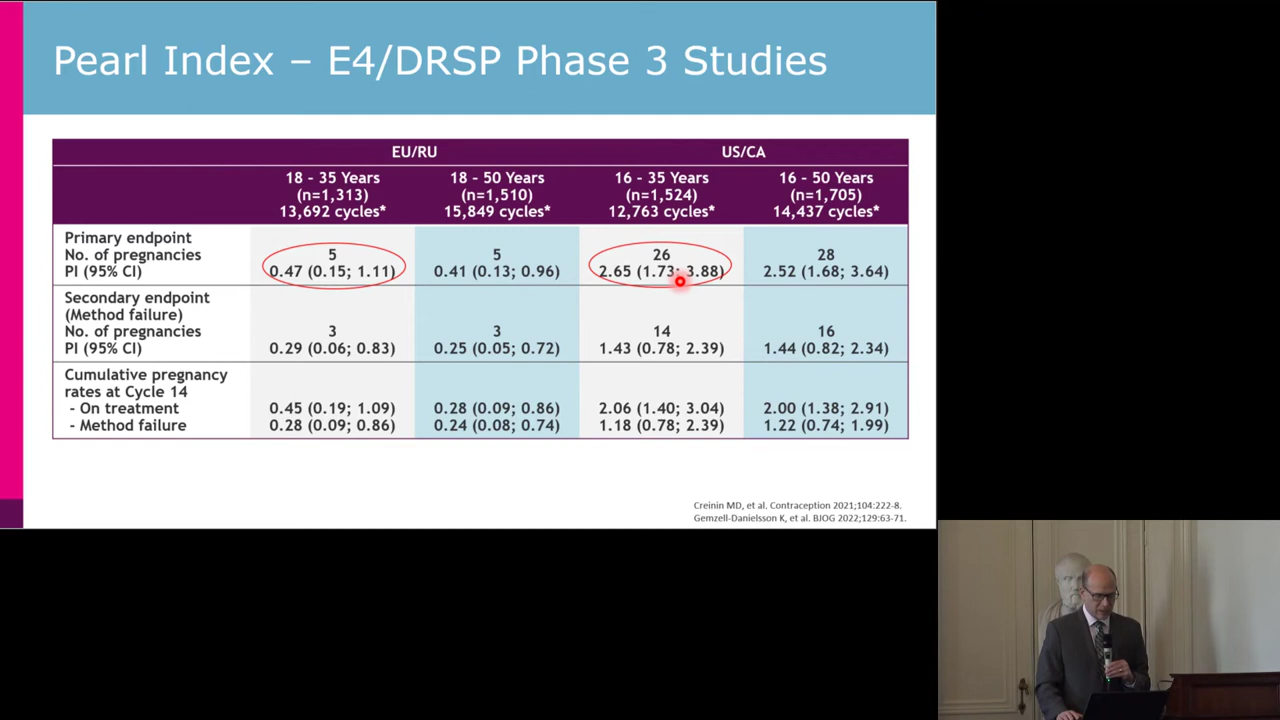 Pearl Index – E4/DRSP Phase 3 Studies
EU/RU
US/CA
18 - 35 Years
(n=1,313)
13,692 cycles*
18 - 50 Years
(n=1,510)
15,849 cycles*
16 - 35 Years
(n=1,524)
12,763 cycles*
16 - 50 Years
(n=1,705)
14,437 cycles*
Primary endpoint
No. of pregnancies 5 5 26 28
PI (95% CI) 0.47 (0.15; 1.11) 0.41 (0.13; 0.96) 2.65 (1.73; 3.88) 2.52 (1.68; 3.64)
Secondary endpoint
(Method failure)
No. of pregnancies 3 3 14 16
PI (95% CI) 0.29 (0.06; 0.83) 0.25 (0.05; 0.72) 1.43 (0.78; 2.39) 1.44 (0.82; 2.34)
Cumulative pregnancy
rates at Cycle 14
- On treatment 0.45 (0.19; 1.09) 0.28 (0.09; 0.86) 2.06 (1.40; 3.04) 2.00 (1.38; 2.91)
- Method failure 0.28 (0.09; 0.86) 0.24 (0.08; 0.74) 1.18 (0.78; 2.39) 1.22 (0.74; 1.99)
Creinin MD, et al. Contraception 2021;104:222-8.
Gemzell-Danielsson K, et al. BJOG 2022;129:63-71.